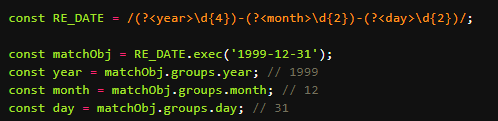 const RE_DATE = /(?<year>\d{4})-(?<month>\d{2})-(?<day>\d{2})/;
const matchObj = RE_DATE.exec('1999-12-31');
const year = matchObj.groups.year; // 1999
const month = matchObj.groups.month; // 12
const day = matchObj.groups.day; // 31